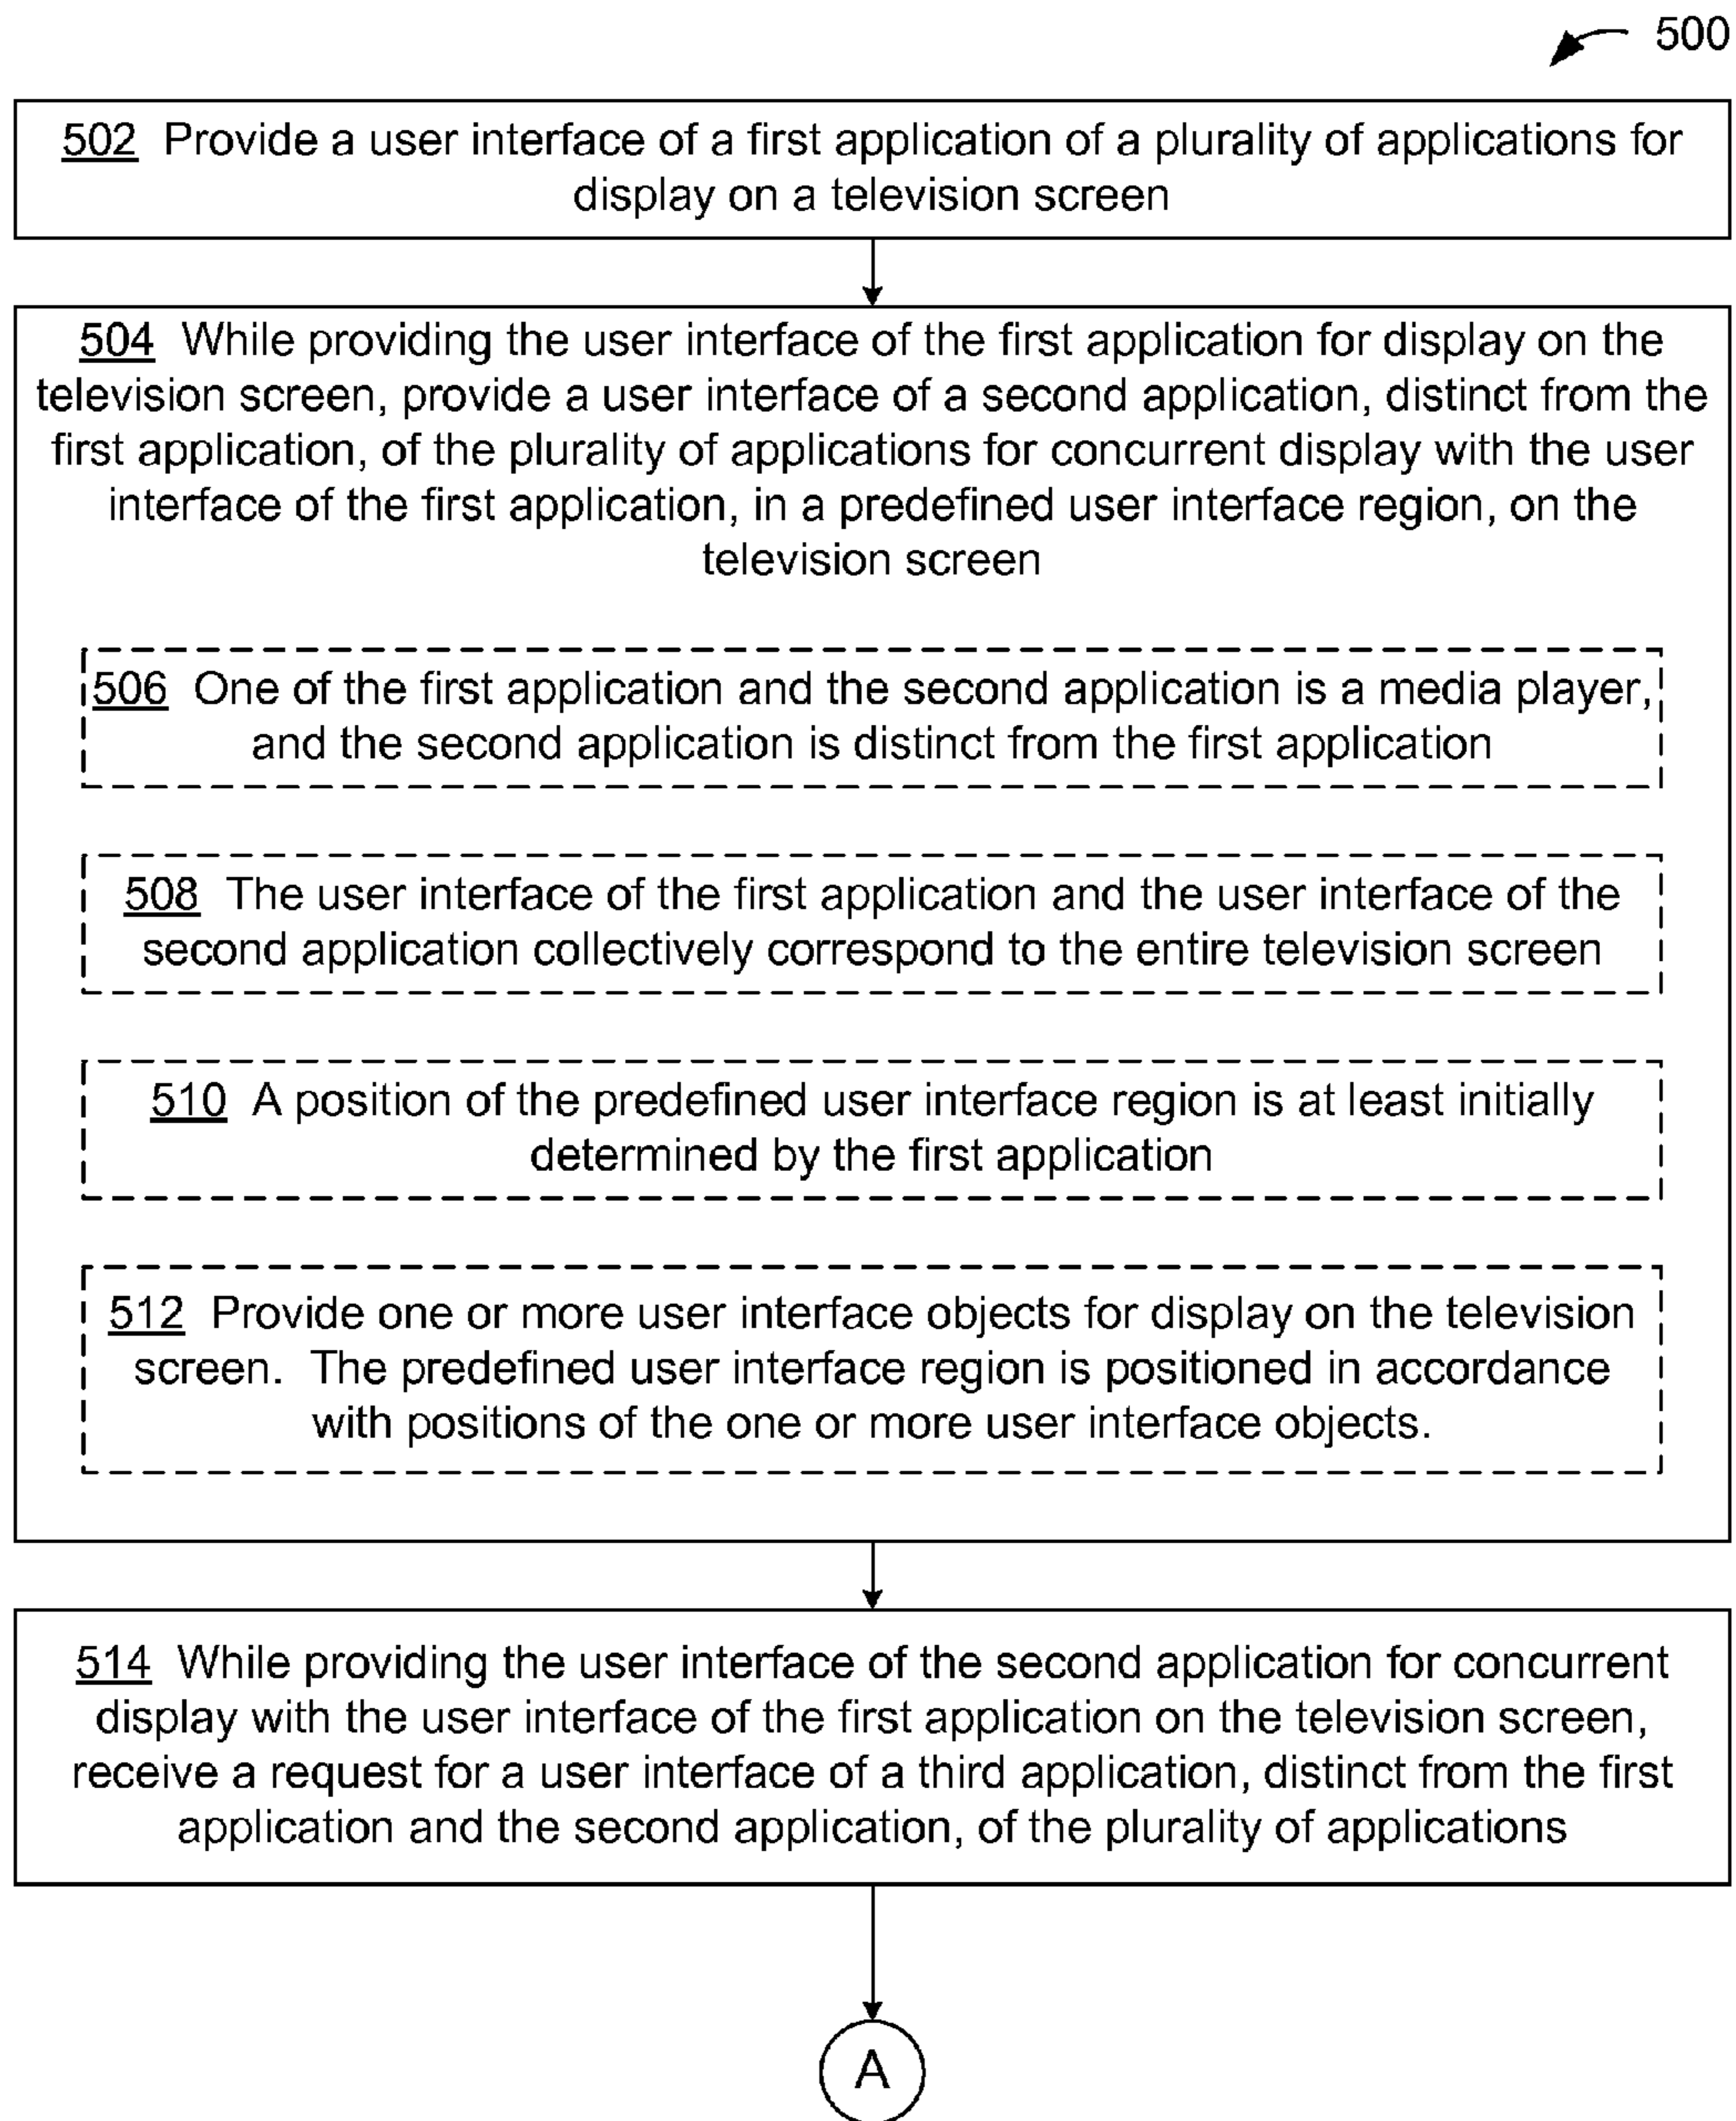 500
502 Provide a user interface of a first application of a plurality of applications for
display on a television screen
504 While providing the user interface of the first application for display on the
television screen, provide a user interface of a second application, distinct from the
first application, of the plurality of applications for concurrent display with the user
interface of the first application, in a predefined user interface region, on the
television screen
506 One of the first application and the second application is a media player,
and the second application is distinct from the first application
508 The user interface of the first application and the user interface of the
second application collectively correspond to the entire television screen
510 A position of the predefined user interface region is at least initially
determined by the first application
512 Provide one or more user interface objects for display on the television
screen. The predefined user interface region is positioned in accordance
with positions of the one or more user interface objects.
514 While providing the user interface of the second application for concurrent
display with the user interface of the first application on the television screen,
receive a request for a user interface of a third application, distinct from the first
application and the second application, of the plurality of applications
A